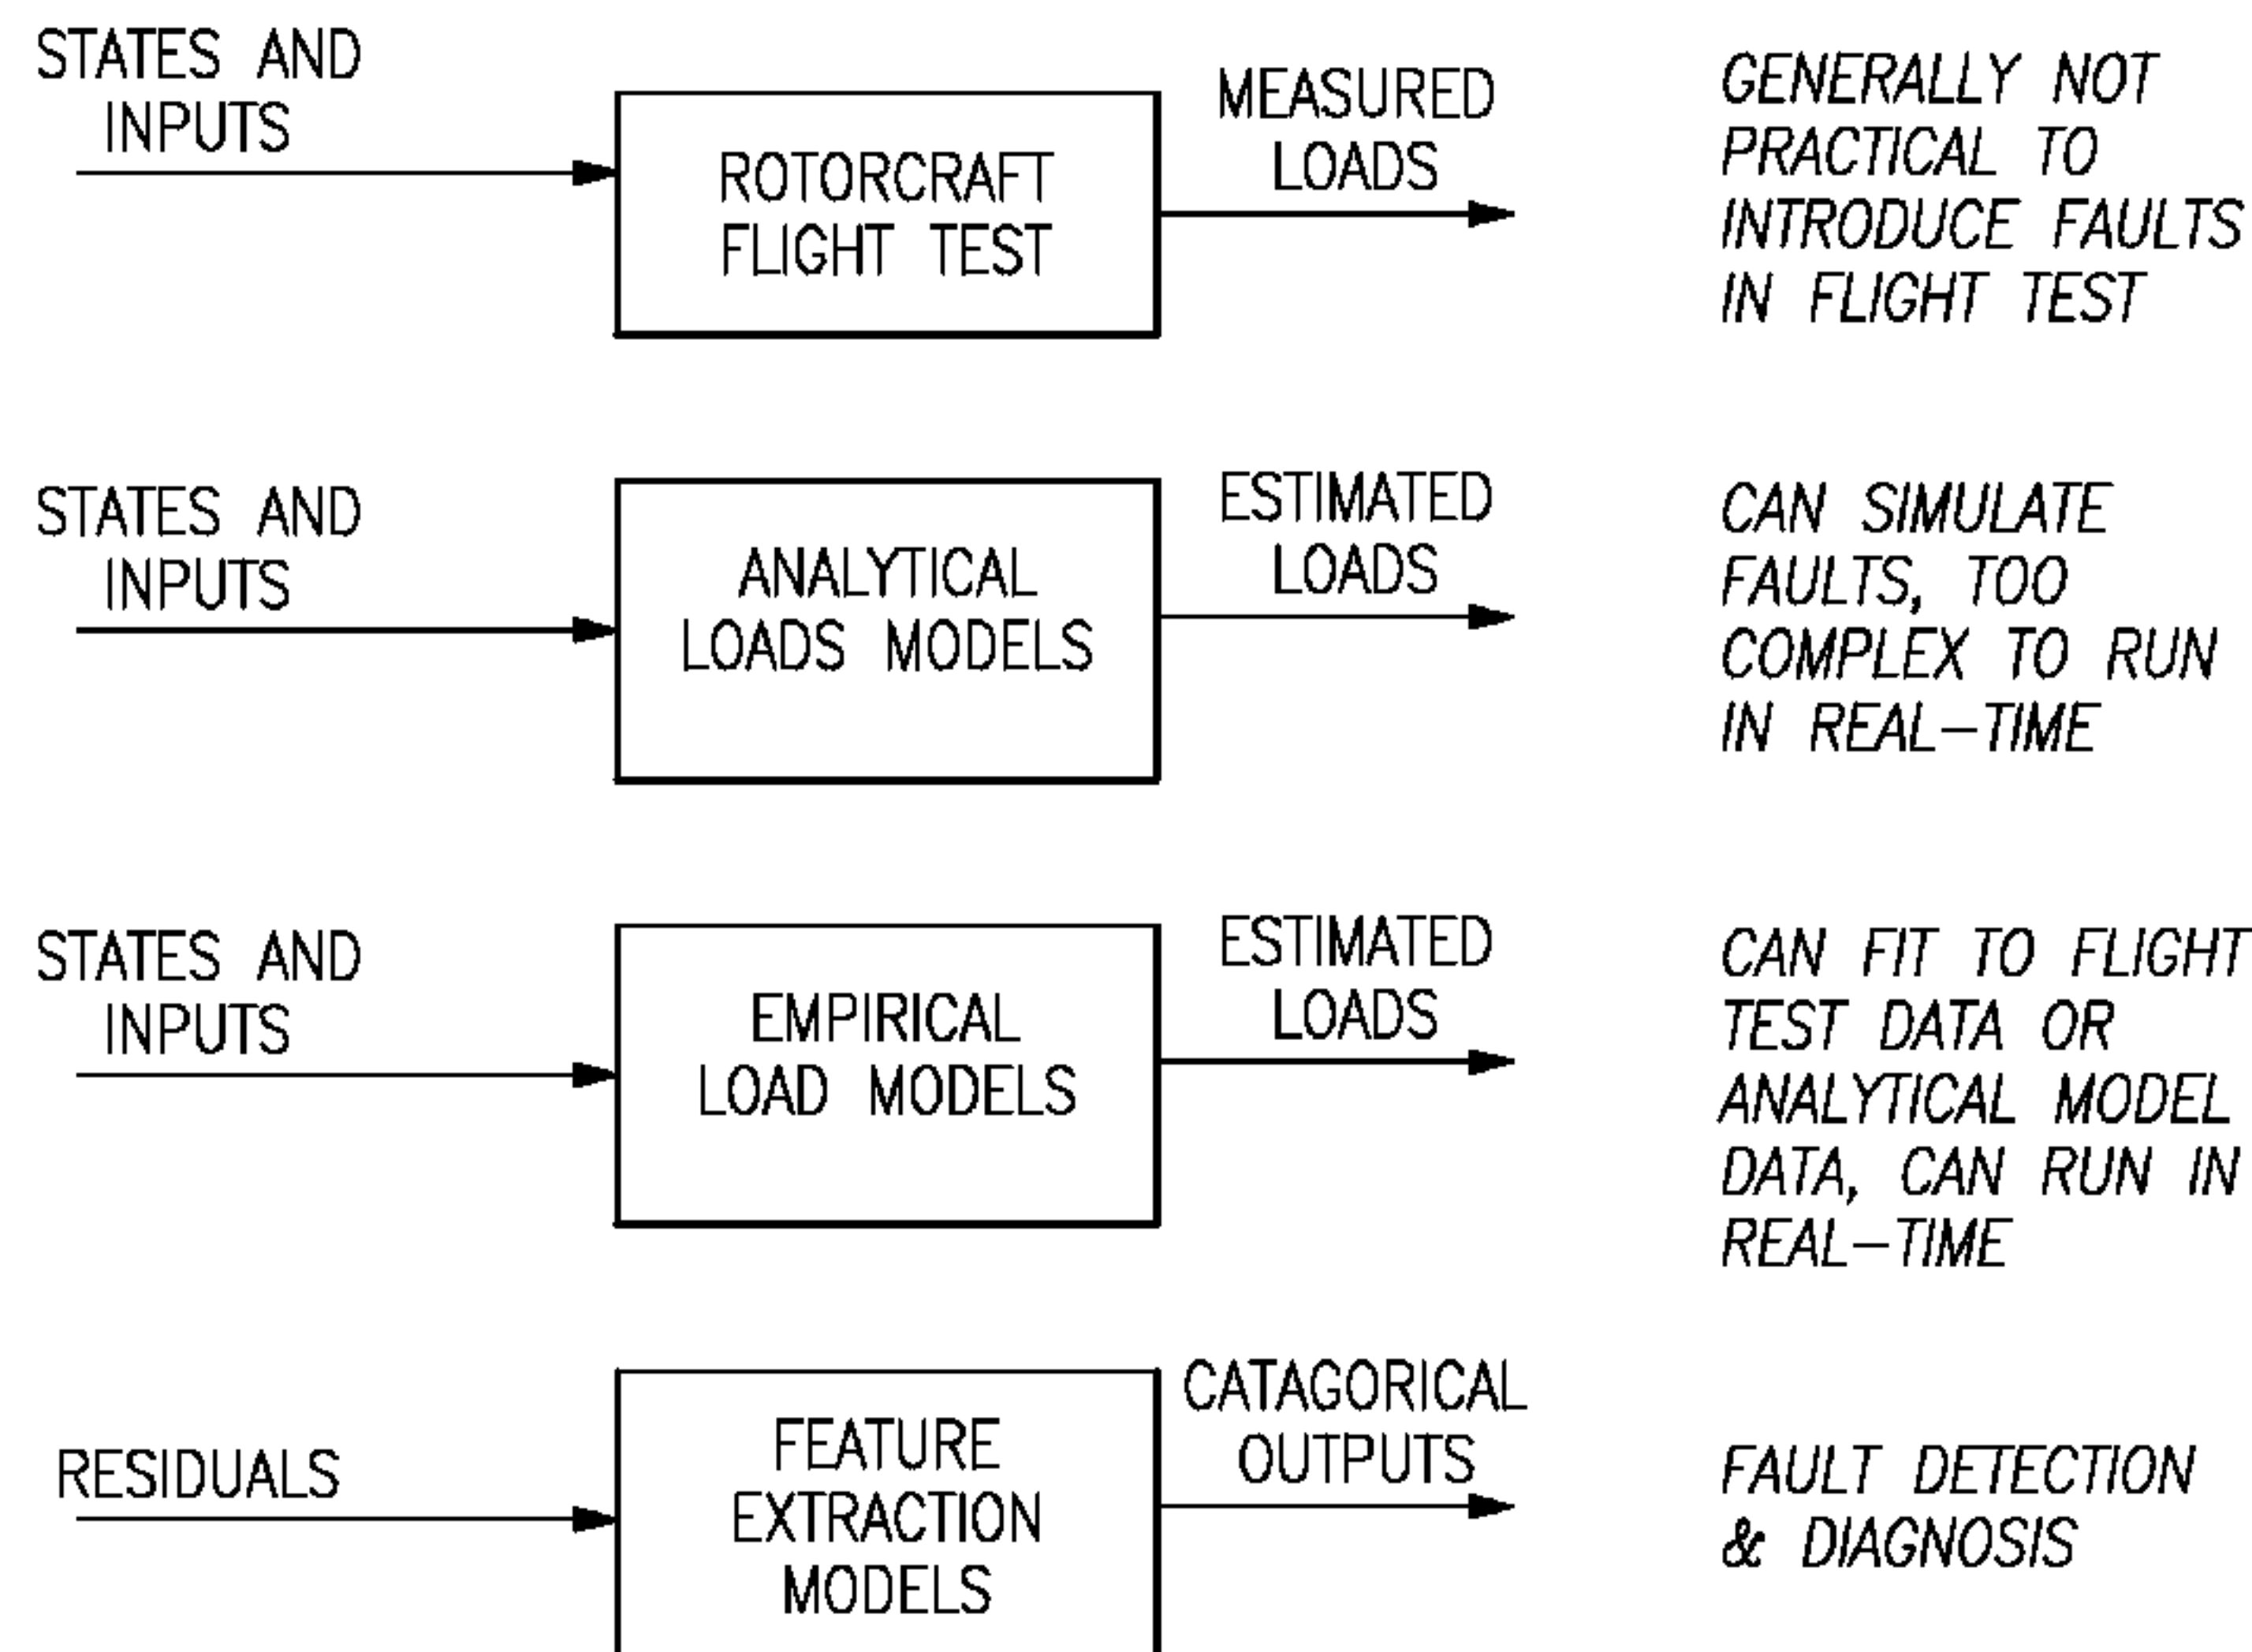 STATES AND
INPUTS
ROTORCRAFT
FLIGHT TEST
MEASURED
LOADS
GENERALLY NOT
PRACTICAL TO
INTRODUCE FAULTS
IN FLIGHT TEST
STATES AND
INPUTS
ANALYTICAL
LOADS MODELS
ESTIMATED
LOADS
CAN SIMULATE
FAULTS, TOO
COMPLEX TO RUN
IN REAL-TIME
STATES AND
INPUTS
EMPIRICAL
LOAD MODELS
ESTIMATED
LOADS
CAN FIT TO FLIGHT
TEST DATA OR
ANALYTICAL MODEL
DATA, CAN RUN IN
REAL-TIME
RESIDUALS
FEATURE
EXTRACTION
MODELS
CATAGORICAL
OUTPUTS
FAULT DETECTION
& DIAGNOSIS